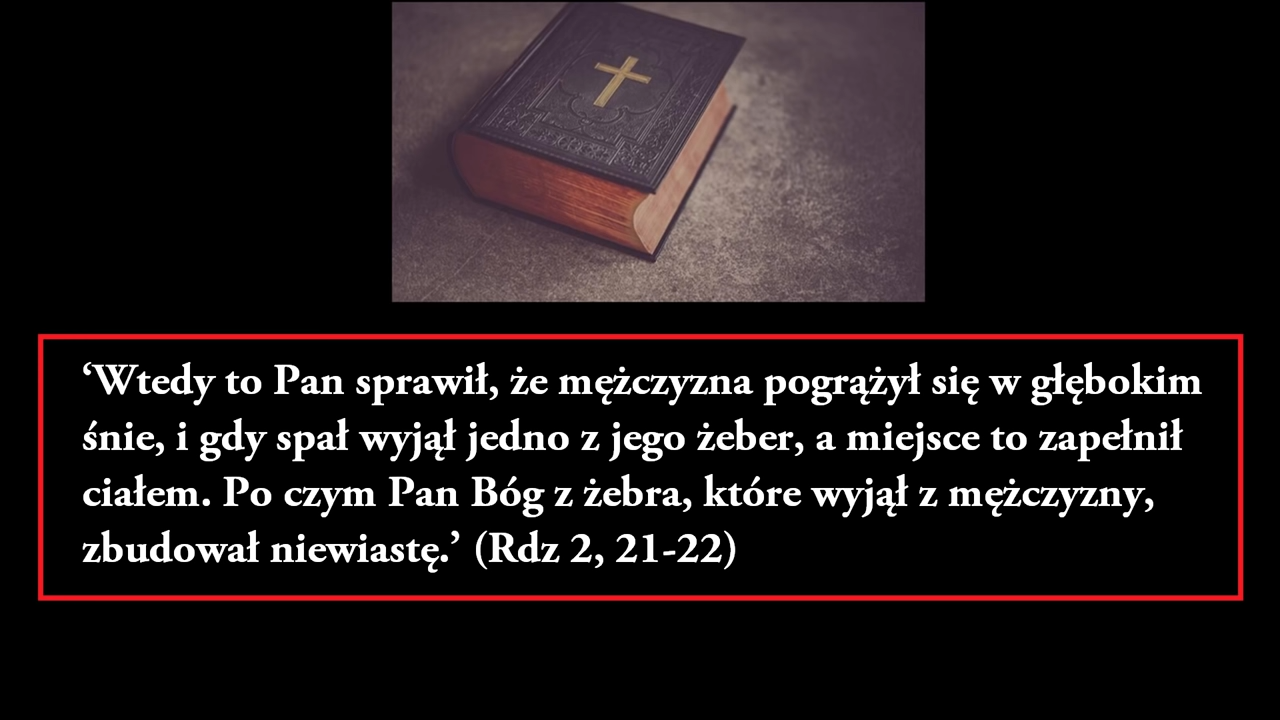 ‘Wtedy to Pan sprawił, że mężczyzna pogrążył się w głębokim
śnie, i gdy spał wyjął jedno z jego żeber, a miejsce to zapełnił
ciałem. Po czym Pan Bóg z żebra, które wyjął z mężczyzny,
zbudował niewiastę.’ (Rdz 2, 21-22)